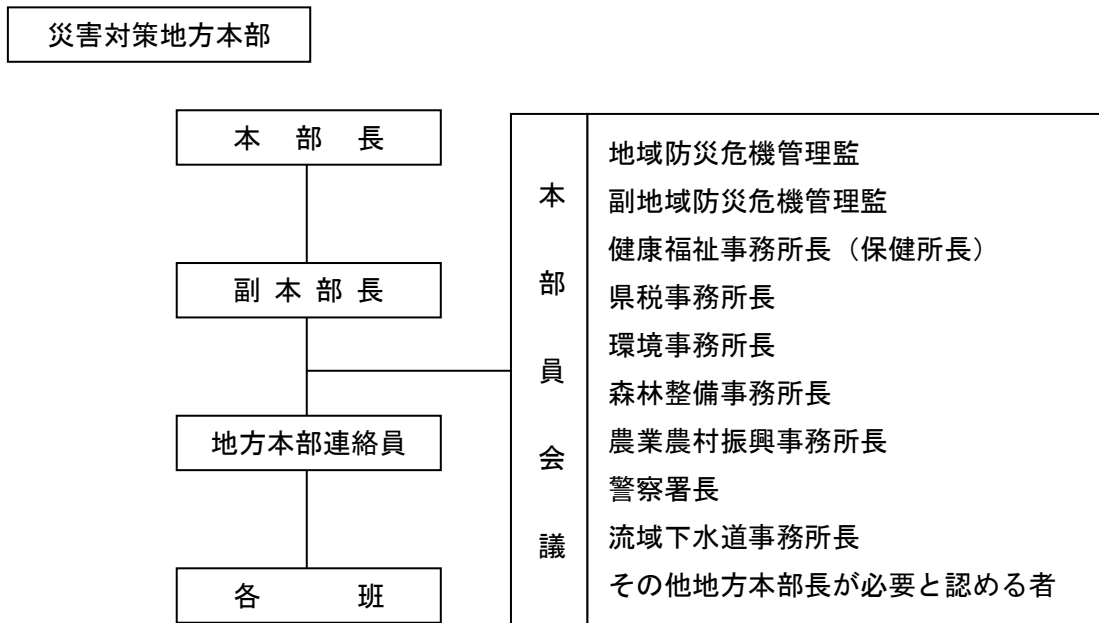 災害対策地方本部
本部長
副本部長
地方本部連絡員
各班
本部員会議
地域防災危機管理監
副地域防災危機管理監
健康福祉事務所長（保健所長）
県税事務所長
環境事務所長
森林整備事務所長
農業農村振興事務所長
警察署長
流域下水道事務所長
その他地方本部長が必要と認める者